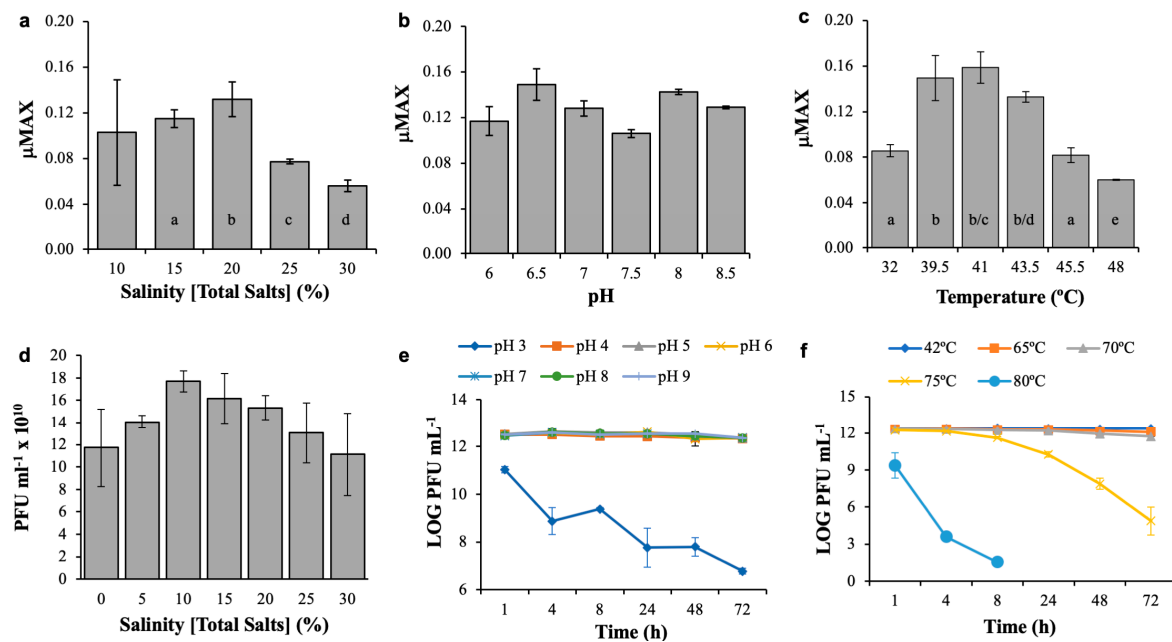 a
0.20
0.16
0.12
0.08
0.04
0.00
μMAX
a
b
c
d
10 15 20 25 30
Salinity [Total Salts] (%)
b
0.20
0.16
0.12
0.08
0.04
0.00
μMAX
6 6.5 7 7.5 8 8.5
pH
c
0.20
0.16
0.12
0.08
0.04
0.00
μMAX
a
b
b/c
b/d
a
e
32 39.5 41 43.5 45.5 48
Temperature (ºC)
d
20
18
16
14
12
10
8
6
4
2
0
PFU ml⁻¹ x 10¹⁰
0 5 10 15 20 25 30
Salinity [Total Salts] (%)
e
pH 3 pH 4 pH 5 pH 6
pH 7 pH 8 pH 9
14
12
10
8
6
LOG PFU mL⁻¹
1 4 8 24 48 72
Time (h)
f
42ºC 65ºC 70ºC
75ºC 80ºC
15
12
9
6
3
0
LOG PFU mL⁻¹
1 4 8 24 48 72
Time (h)